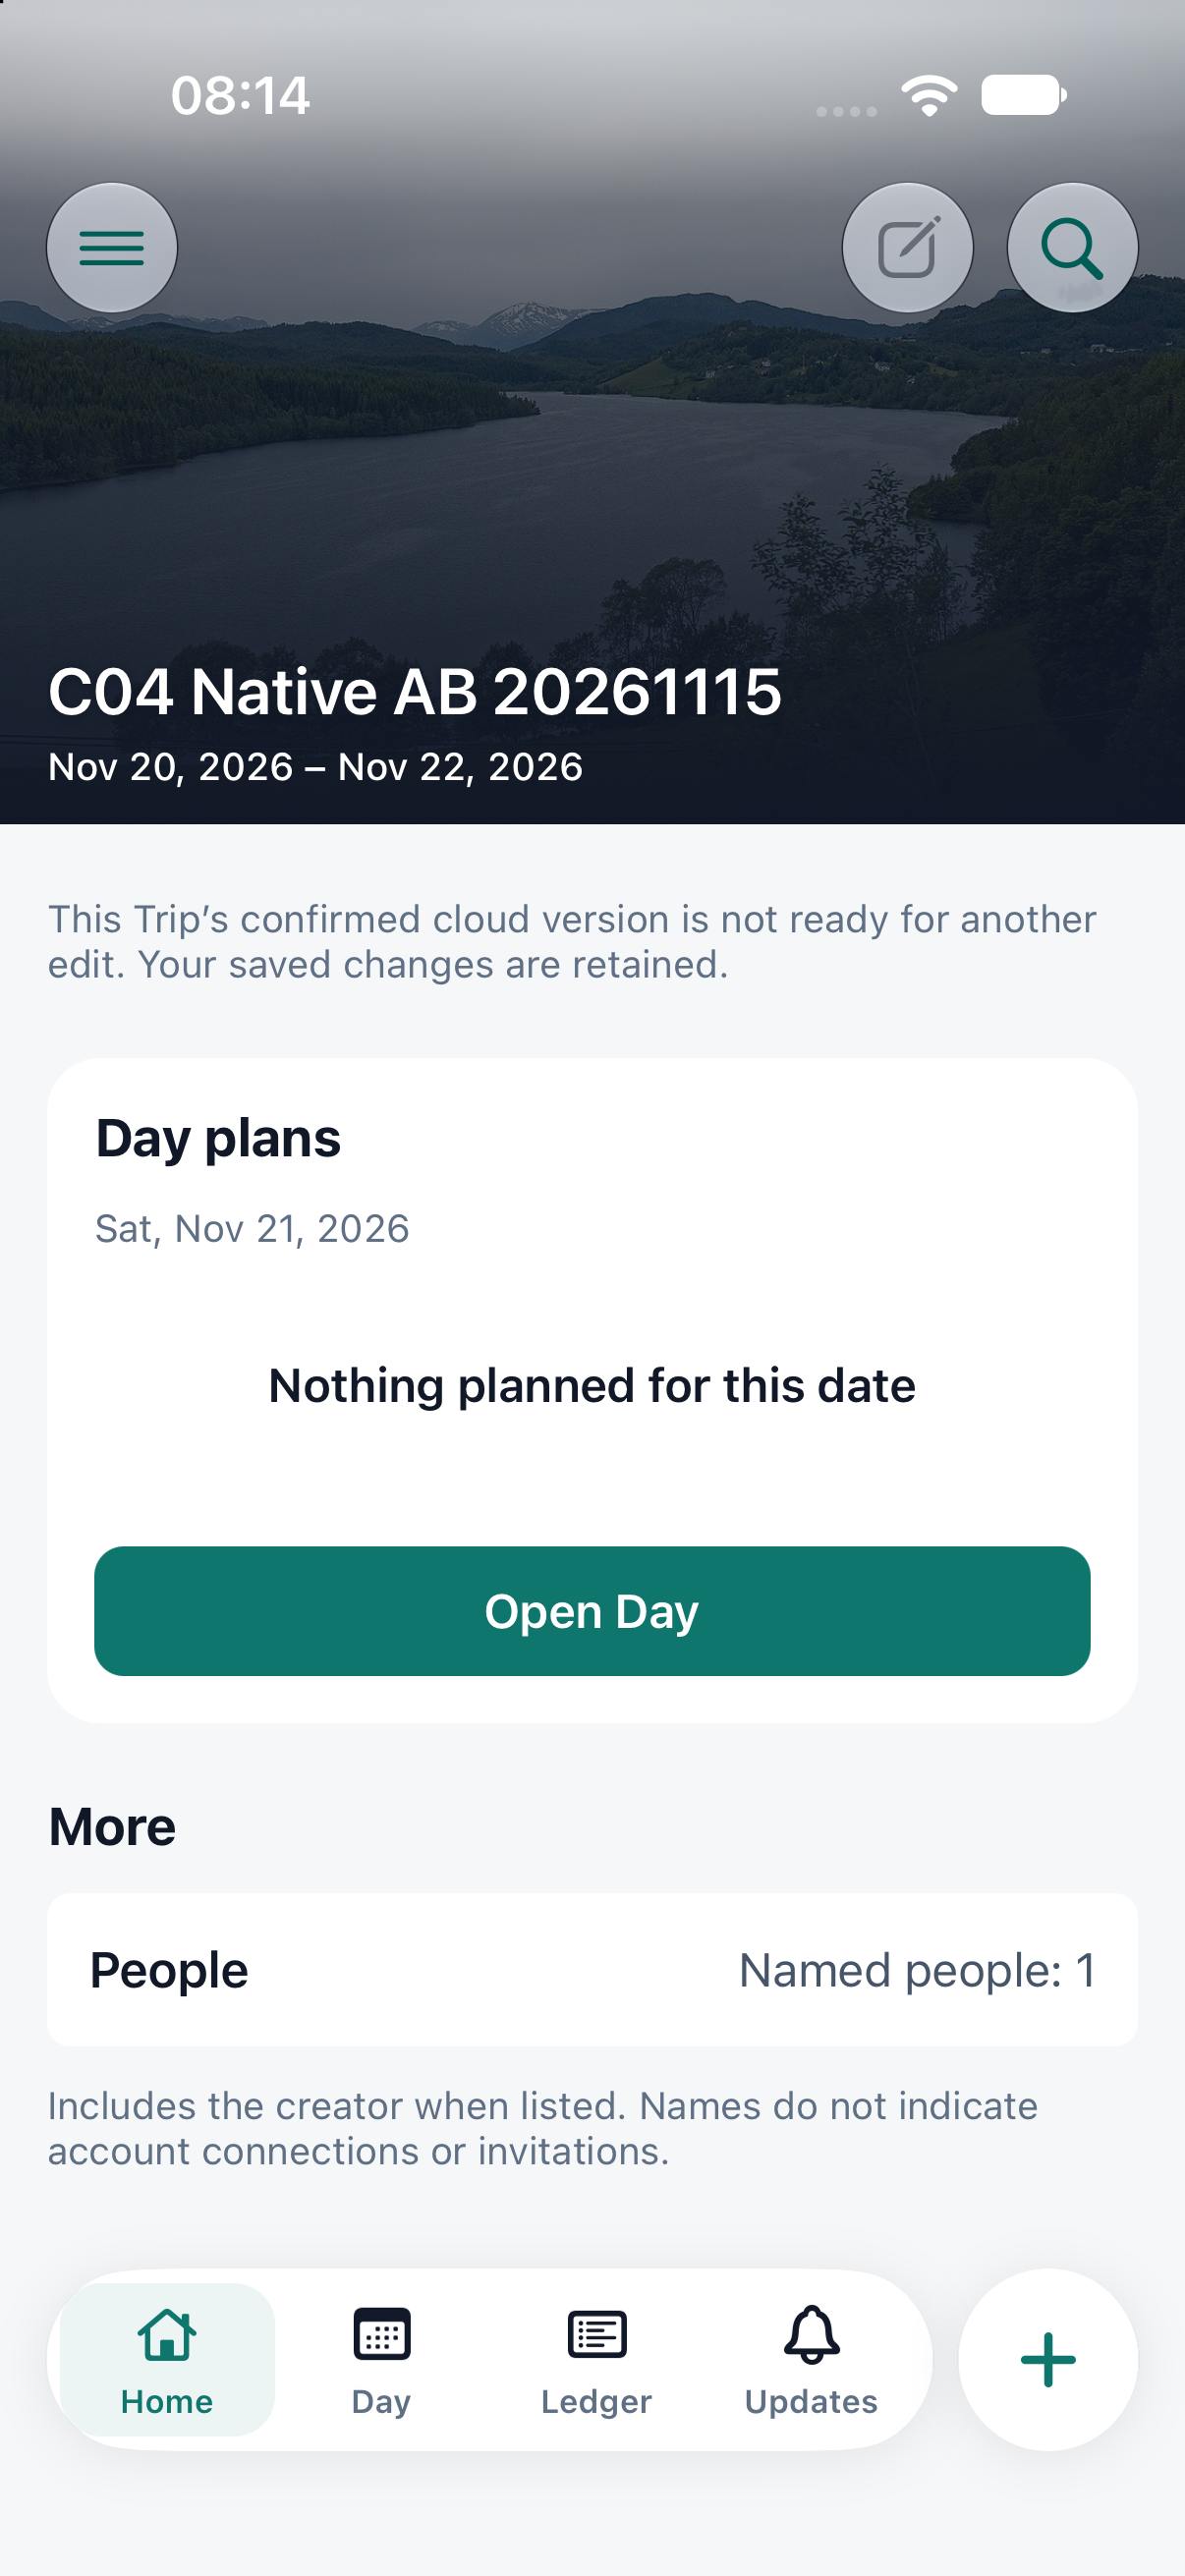 08:14
C04 Native AB 20261115
Nov 20, 2026 – Nov 22, 2026
This Trip’s confirmed cloud version is not ready for another
edit. Your saved changes are retained.
Day plans
Sat, Nov 21, 2026
Nothing planned for this date
Open Day
More
People
Named people: 1
Includes the creator when listed. Names do not indicate
account connections or invitations.
Home
Day
Ledger
Updates